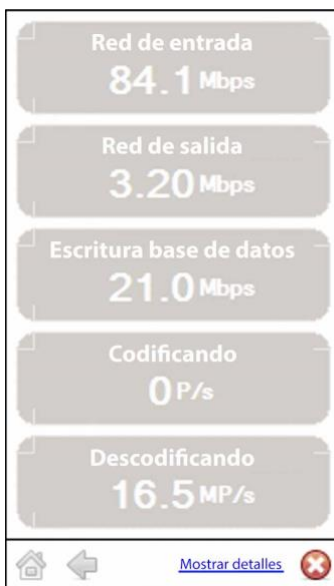 Red de entrada
84.1 Mbps
Red de salida
3.20 Mbps
Escritura base de datos
21.0 Mbps
Codificando
0 P/s
Descodificando
16.5 MP/s
Mostrar detalles